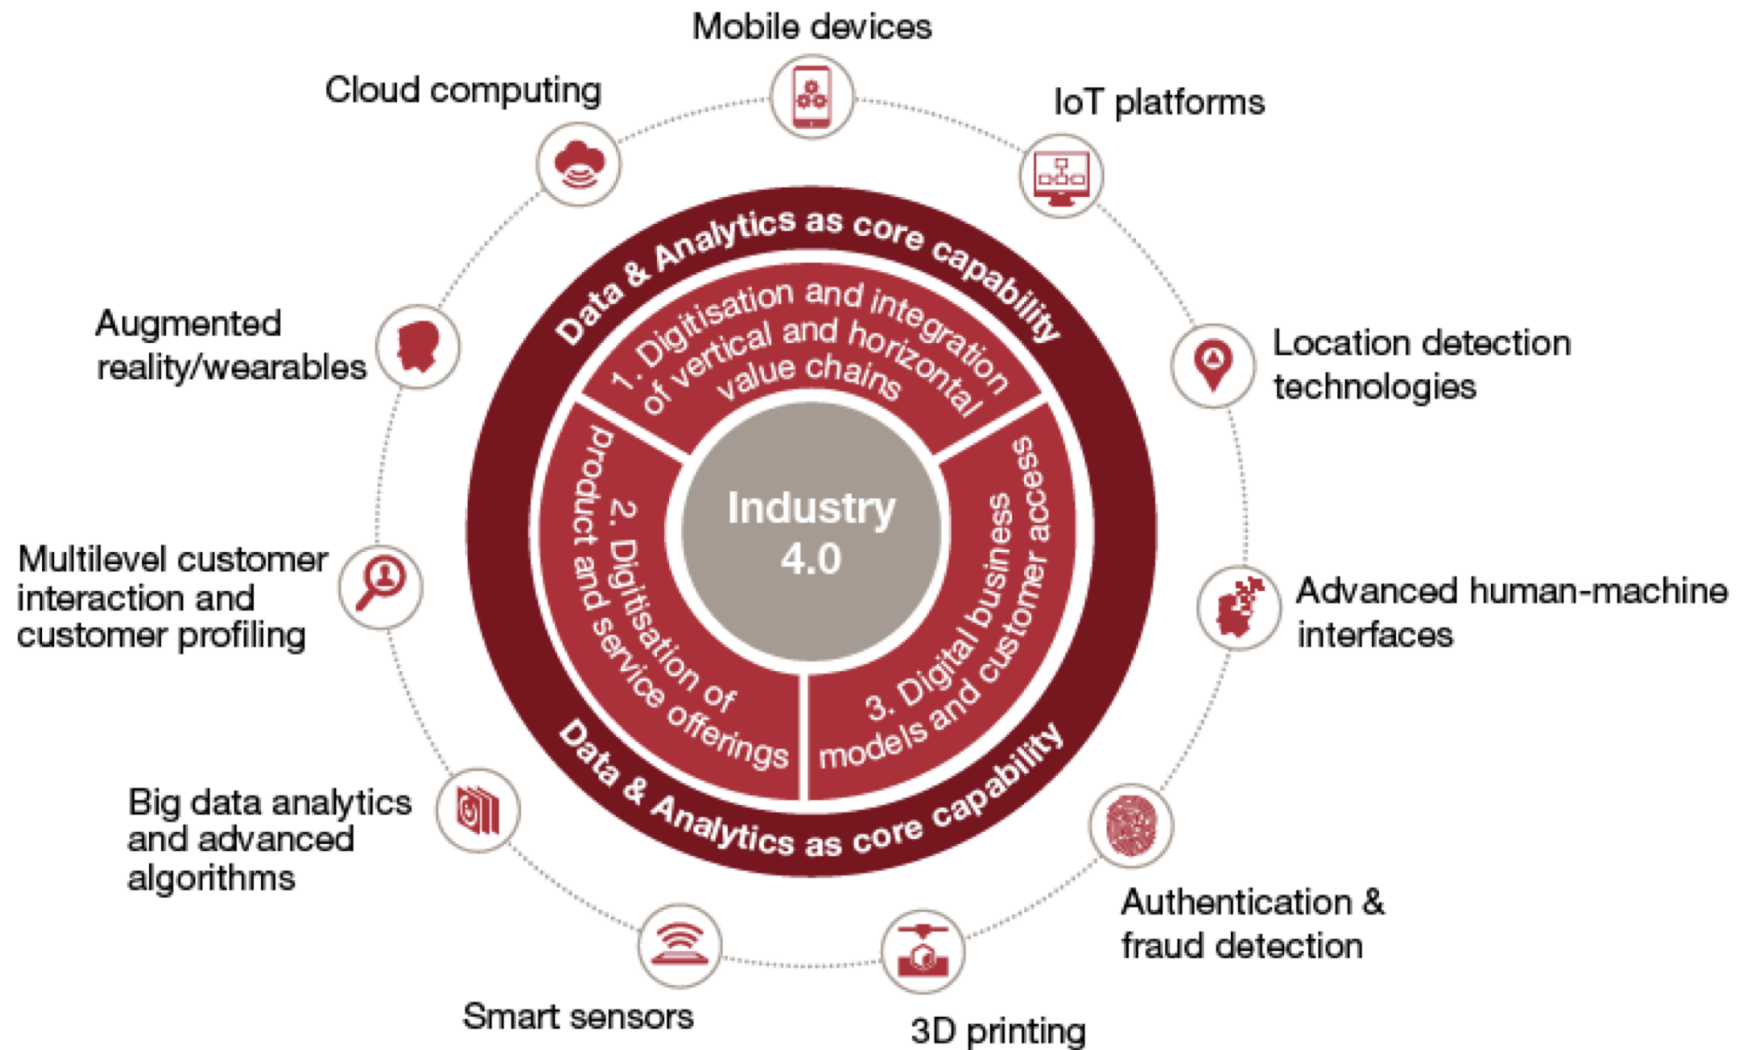 Mobile devices
Cloud computing
IoT platforms
Data & Analytics as core capability
1. Digitisation and integration
of vertical and horizontal
value chains
Augmented
reality/wearables
Location detection
technologies
Industry
4.0
2. Digitisation of
product and service offerings
3. Digital business
models and customer access
Multilevel customer
interaction and
customer profiling
Advanced human-machine
interfaces
Data & Analytics as core capability
Big data analytics
and advanced
algorithms
Authentication &
fraud detection
Smart sensors
3D printing